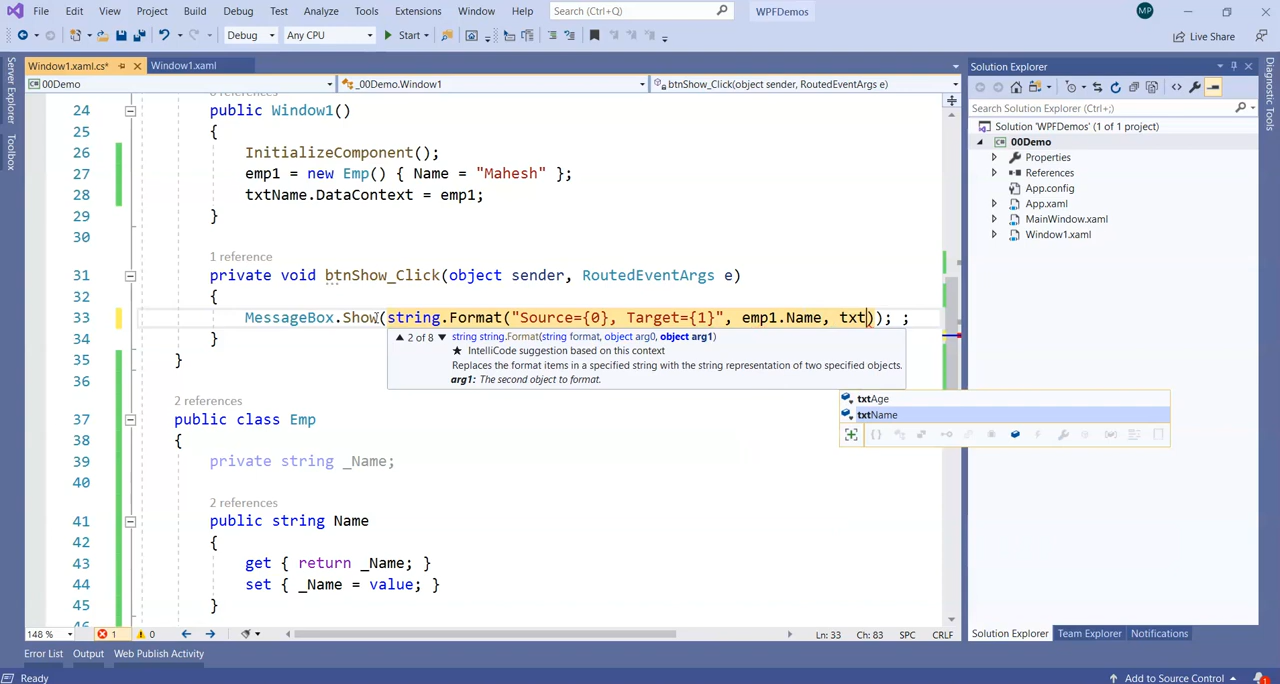 File Edit View Project Build Debug Test Analyze Tools Extensions Window Help Search (Ctrl+Q) WPFDemos MP
Debug Any CPU Start Live Share
Server Explorer
Toolbox
Window1.xaml.cs* Window1.xaml
00Demo _00Demo.Window1 btnShow_Click(object sender, RoutedEventArgs e)
24 public Window1()
25 {
26 InitializeComponent();
27 emp1 = new Emp() { Name = "Mahesh" };
28 txtName.DataContext = emp1;
29 }
30
1 reference
31 private void btnShow_Click(object sender, RoutedEventArgs e)
32 {
33 MessageBox.Show(string.Format("Source={0}, Target={1}", emp1.Name, txt)); ;
34 }
▲ 2 of 8 ▼ string string.Format(string format, object arg0, object arg1)
★ IntelliCode suggestion based on this context
Replaces the format items in a specified string with the string representation of two specified objects.
arg1: The second object to format.
txtAge
txtName
35 }
36
2 references
37 public class Emp
38 {
39 private string _Name;
40
2 references
41 public string Name
42 {
43 get { return _Name; }
44 set { _Name = value; }
45 }
148 % 1 0 Ln: 33 Ch: 83 SPC CRLF
Error List Output Web Publish Activity
Ready Add to Source Control 1
Solution Explorer
Search Solution Explorer (Ctrl+;)
Solution 'WPFDemos' (1 of 1 project)
00Demo
Properties
References
App.config
App.xaml
MainWindow.xaml
Window1.xaml
Solution Explorer Team Explorer Notifications
Diagnostic Tools